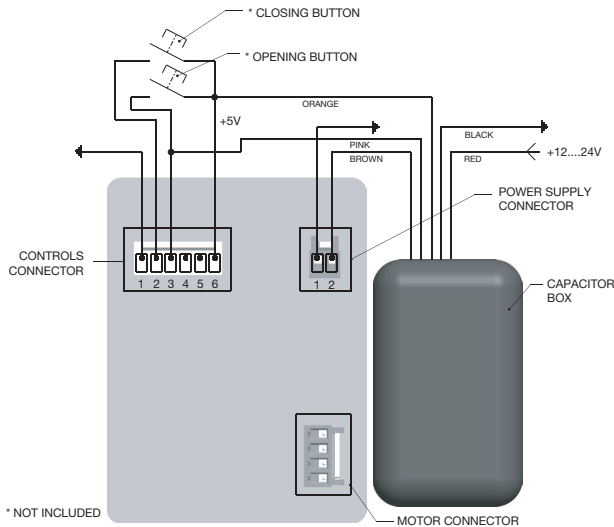 * CLOSING BUTTON
* OPENING BUTTON
ORANGE
+5V
BLACK
PINK
BROWN
RED
+12....24V
POWER SUPPLY
CONNECTOR
CONTROLS
CONNECTOR
1 2 3 4 5 6
1 2
CAPACITOR
BOX
* NOT INCLUDED
MOTOR CONNECTOR